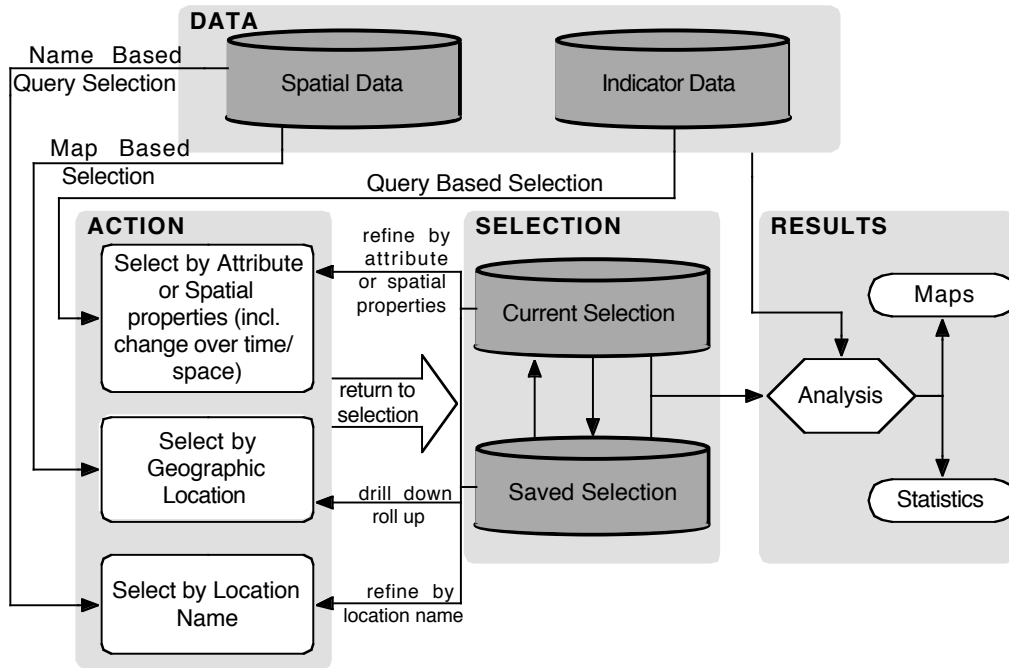 DATA
Name Based
Query Selection
Spatial Data
Indicator Data
Map Based
Selection
Query Based Selection
ACTION
Select by Attribute
or Spatial
properties (incl.
change over time/
space)
Select by
Geographic
Location
Select by Location
Name
refine by
attribute
or spatial
properties
return to
selection
drill down
roll up
refine by
location name
SELECTION
Current Selection
Saved Selection
RESULTS
Maps
Analysis
Statistics